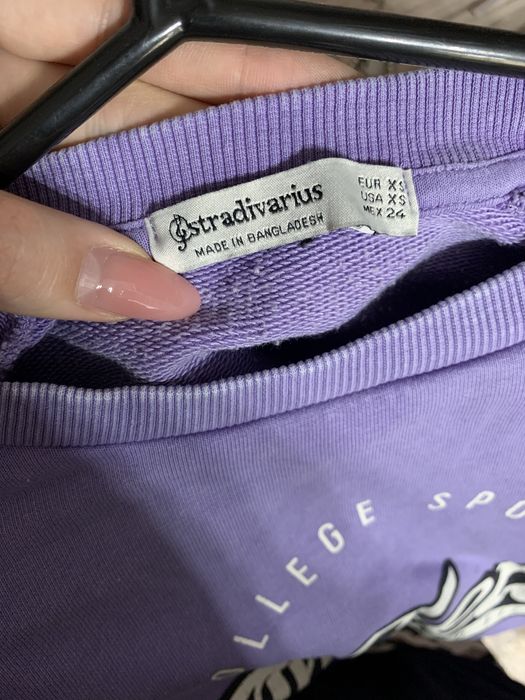 stradivarius
MADE IN BANGLADESH
EUR XS
USA XS
MEX 24
LLEGE SPO